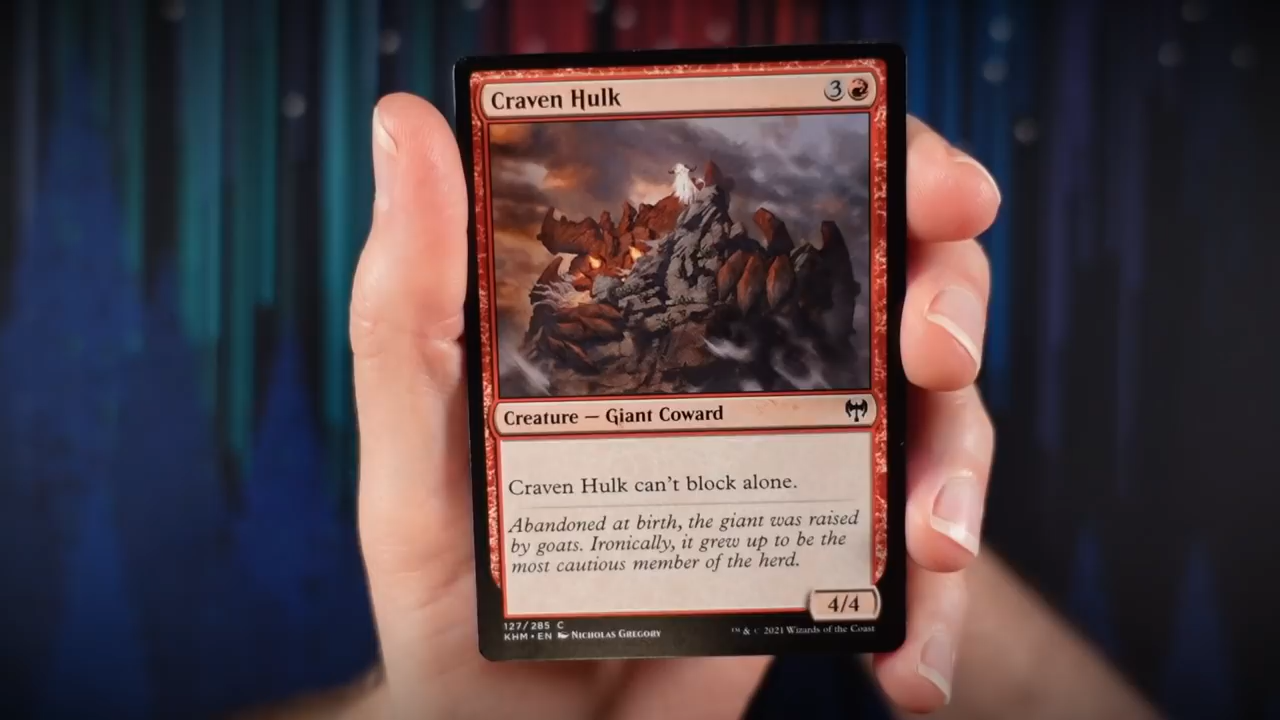 Craven Hulk 3
Creature — Giant Coward
Craven Hulk can't block alone.
Abandoned at birth, the giant was raised
by goats. Ironically, it grew up to be the
most cautious member of the herd.
4/4
127/285 C
KHM • EN Nicholas Gregory
™ & © 2021 Wizards of the Coast